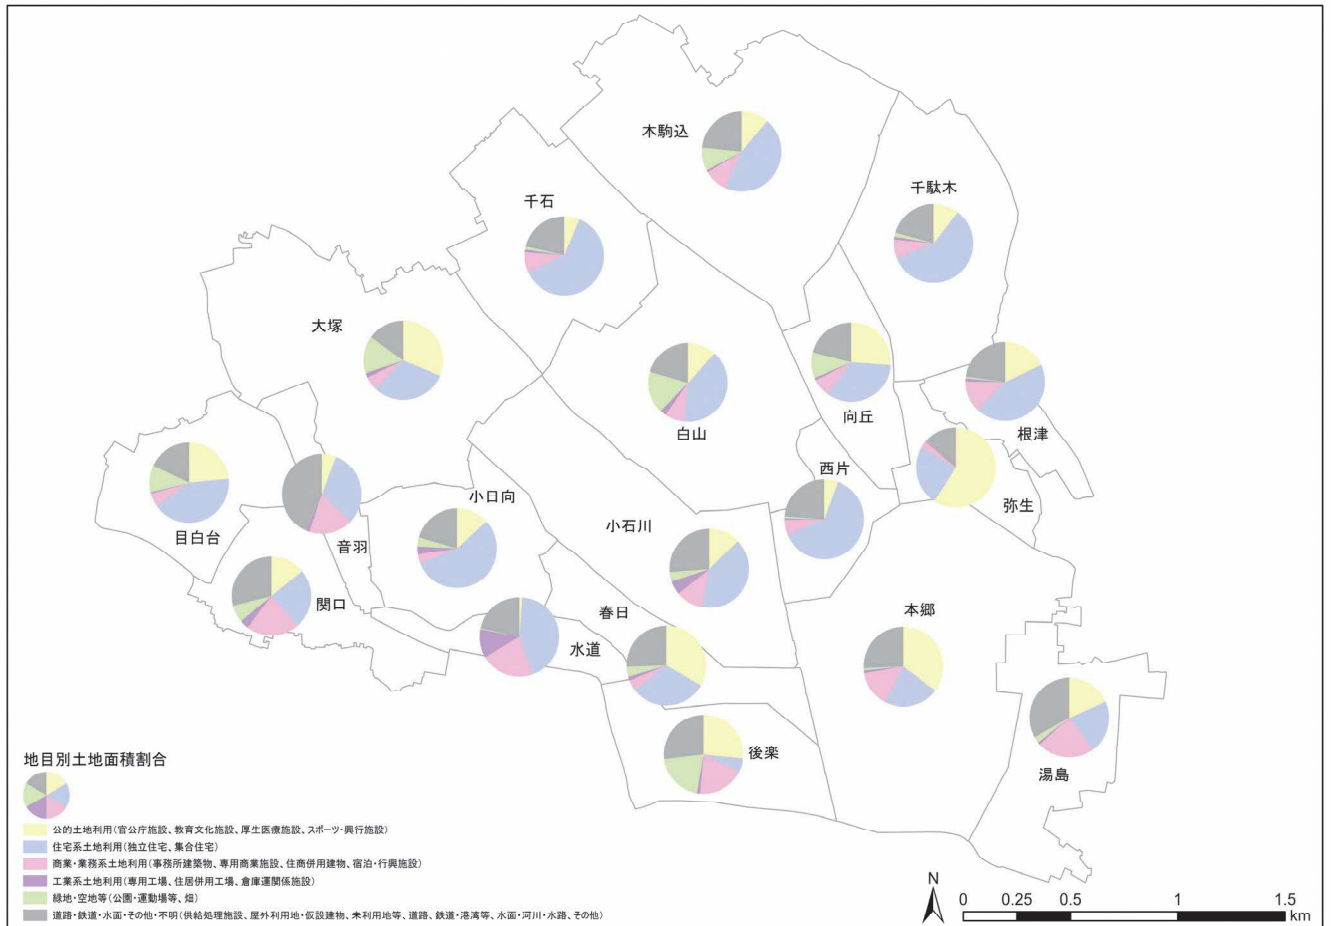 木駒込
千駄木
千石
大塚
向丘
根津
白山
西片
弥生
小日向
小石川
目白台
音羽
関口
春日
本郷
水道
後楽
湯島
地目別土地面積割合
公的土地利用(官公庁施設、教育文化施設、厚生医療施設、スポーツ・興行施設)
住宅系土地利用(独立住宅、集合住宅)
商業・業務系土地利用(事務所建築物、専用商業施設、住商併用建物、宿泊・行興施設)
工業系土地利用(専用工場、住居併用工場、倉庫運関係施設)
緑地・空地等(公園・運動場等、畑)
道路・鉄道・水面・その他・不明(供給処理施設、屋外利用地・仮設建物、未利用地等、道路、鉄道・港湾等、水面・河川・水路、その他)
N
0 0.25 0.5 1 1.5
km